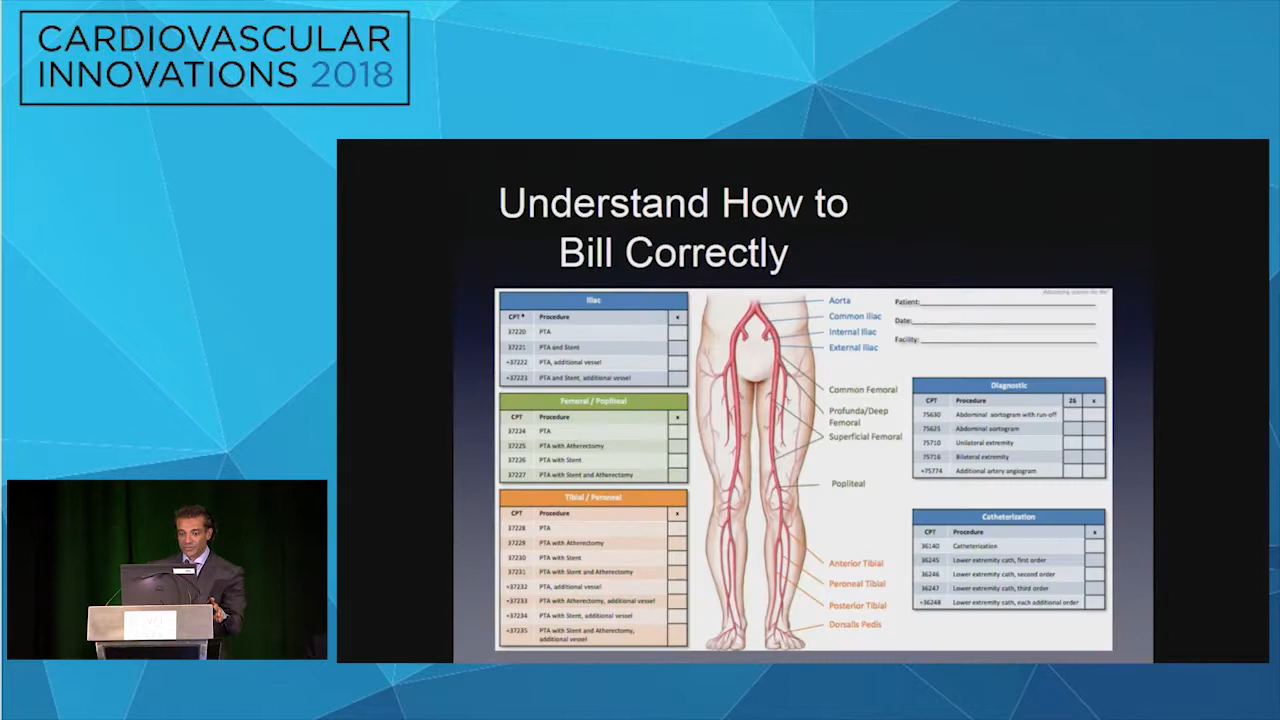 CARDIOVASCULAR
INNOVATIONS 2018
Understand How to
Bill Correctly
Iliac
CPT* Procedure x
37220 PTA
37221 PTA and Stent
+37222 PTA, additional vessel
+37223 PTA and Stent, additional vessel
Femoral / Popliteal
CPT Procedure x
37224 PTA
37225 PTA with Atherectomy
37226 PTA with Stent
37227 PTA with Stent and Atherectomy
Tibial / Peroneal
CPT Procedure x
37228 PTA
37229 PTA with Atherectomy
37230 PTA with Stent
37231 PTA with Stent and Atherectomy
+37232 PTA, additional vessel
+37233 PTA with Atherectomy, additional vessel
+37234 PTA with Stent, additional vessel
+37235 PTA with Stent and Atherectomy,
additional vessel
Aorta
Common Iliac
Internal Iliac
External Iliac
Common Femoral
Profunda/Deep
Femoral
Superficial Femoral
Popliteal
Anterior Tibial
Peroneal Tibial
Posterior Tibial
Dorsalis Pedis
Patient:
Date:
Facility:
Diagnostic
CPT Procedure 26 x
75630 Abdominal aortogram with run-off
75625 Abdominal aortogram
75710 Unilateral extremity
75716 Bilateral extremity
+75774 Additional artery angiogram
Catheterization
CPT Procedure x
36140 Catheterization
36245 Lower extremity cath, first order
36246 Lower extremity cath, second order
36247 Lower extremity cath, third order
+36248 Lower extremity cath, each additional order